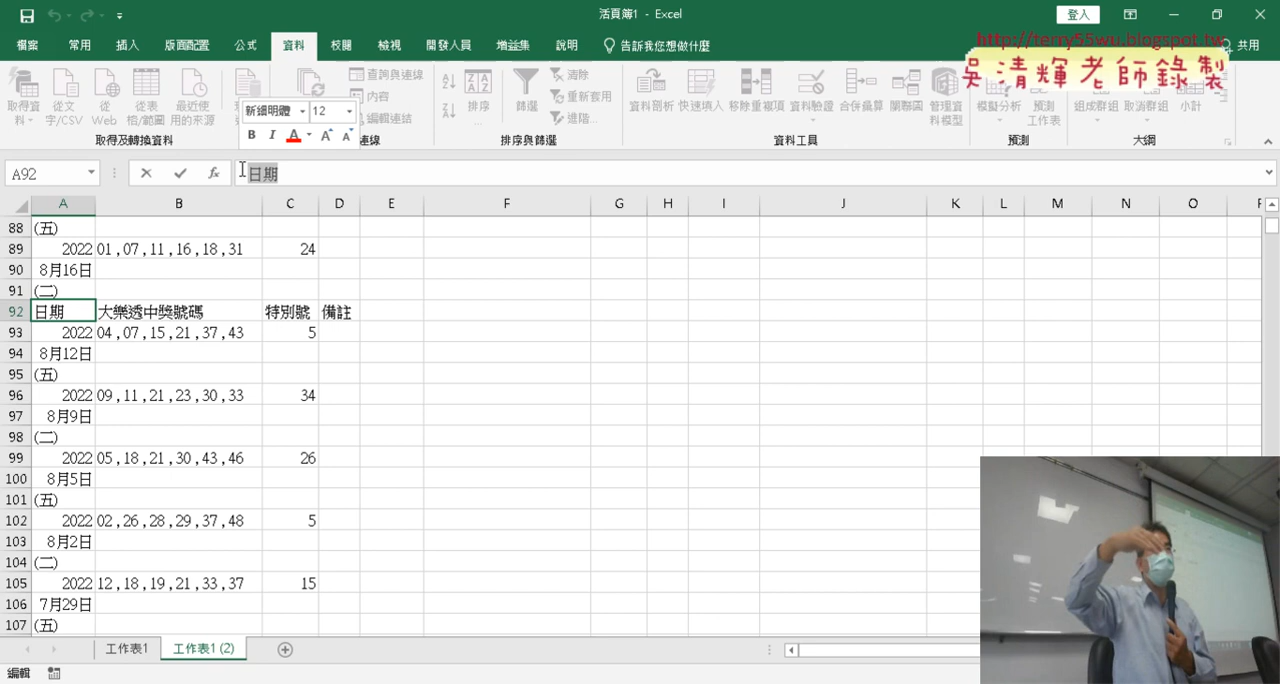 活頁簿1 - Excel
登入
檔案 常用 插入 版面配置 公式 資料 校閱 檢視 開發人員 增益集 說明 告訴我您想做什麼 共用
http://terry55wu.blogspot.tw
吳清輝老師錄製
取得資料 從文字/CSV 從Web 從表格/範圍 最近使用的來源
查詢與連線
內容
編輯連結
排序 篩選 清除 重新套用 進階...
資料剖析 快速填入 移除重複項 資料驗證 合併彙算 關聯圖 管理資料模型
模擬分析 預測工作表 組成群組 取消群組 小計
新細明體 12
B I A A A
取得及轉換資料 連線 排序與篩選 資料工具 預測 大綱
A92 fx 日期
A B C D E F G H I J K L M N O
88 (五)
89 2022 01,07,11,16,18,31 24
90 8月16日
91 (二)
92 日期 大樂透中獎號碼 特別號 備註
93 2022 04,07,15,21,37,43 5
94 8月12日
95 (五)
96 2022 09,11,21,23,30,33 34
97 8月9日
98 (二)
99 2022 05,18,21,30,43,46 26
100 8月5日
101 (五)
102 2022 02,26,28,29,37,48 5
103 8月2日
104 (二)
105 2022 12,18,19,21,33,37 15
106 7月29日
107 (五)
工作表1 工作表1 (2)
編輯